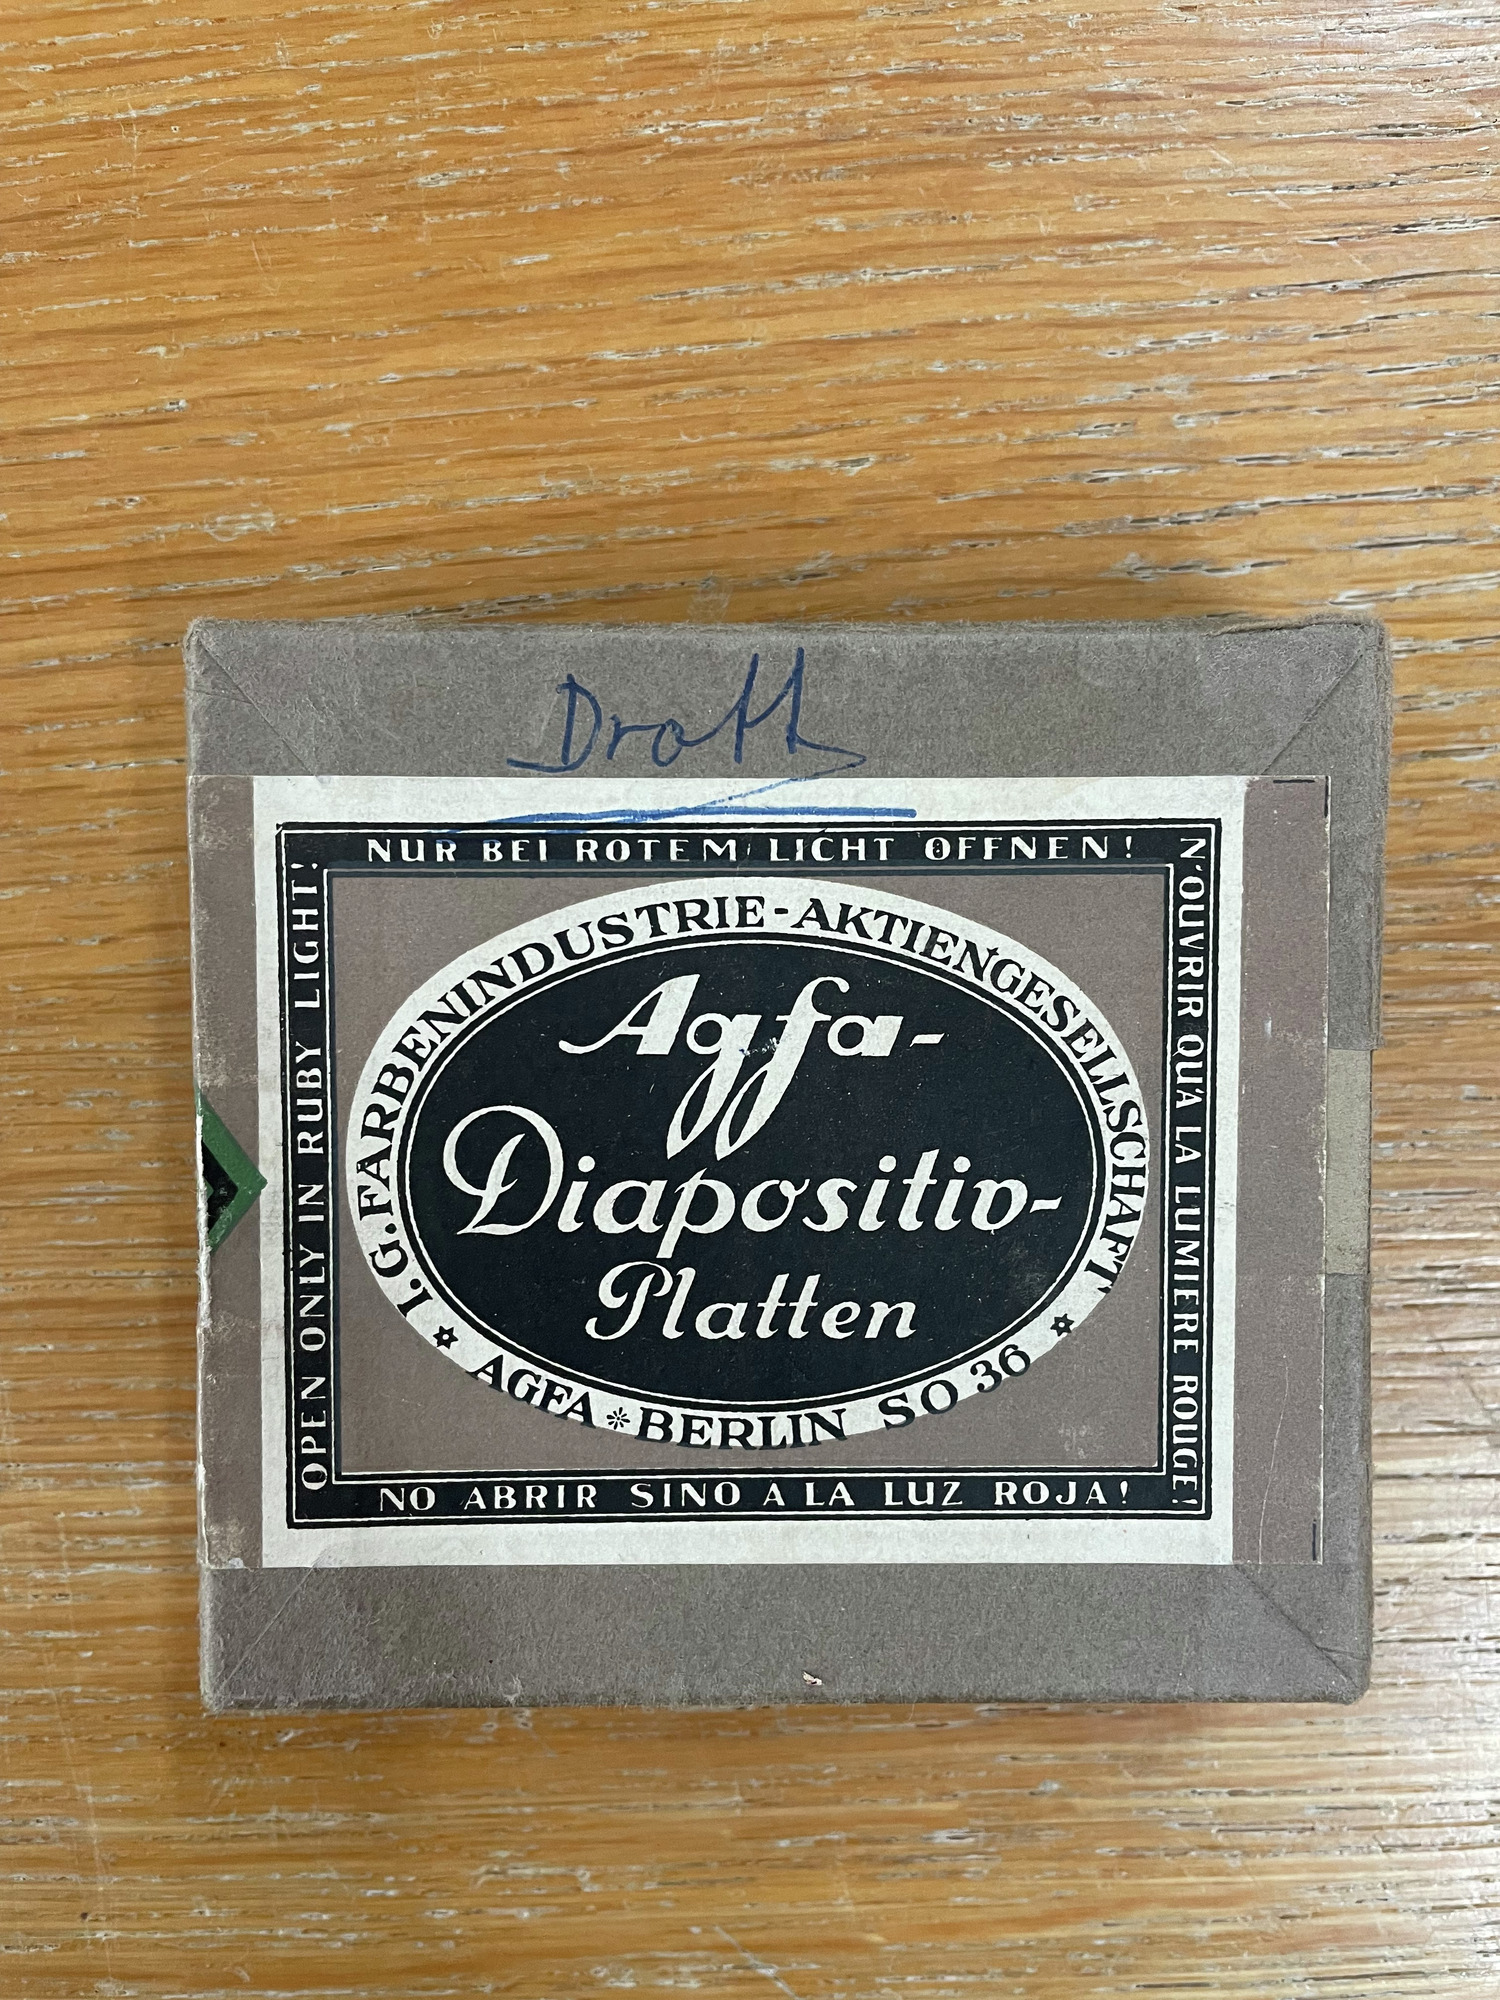 NUR BEI ROTEM LICHT ÖFFNEN!
OPEN ONLY IN RUBY LIGHT!
N'OUVRIR QU'A LA LUMIERE ROUGE!
I.G.FARBENINDUSTRIE-AKTIENGESELLSCHAFT
Agfa-
Diapositiv-
Platten
AGFA * BERLIN SO 36
NO ABRIR SINO A LA LUZ ROJA!